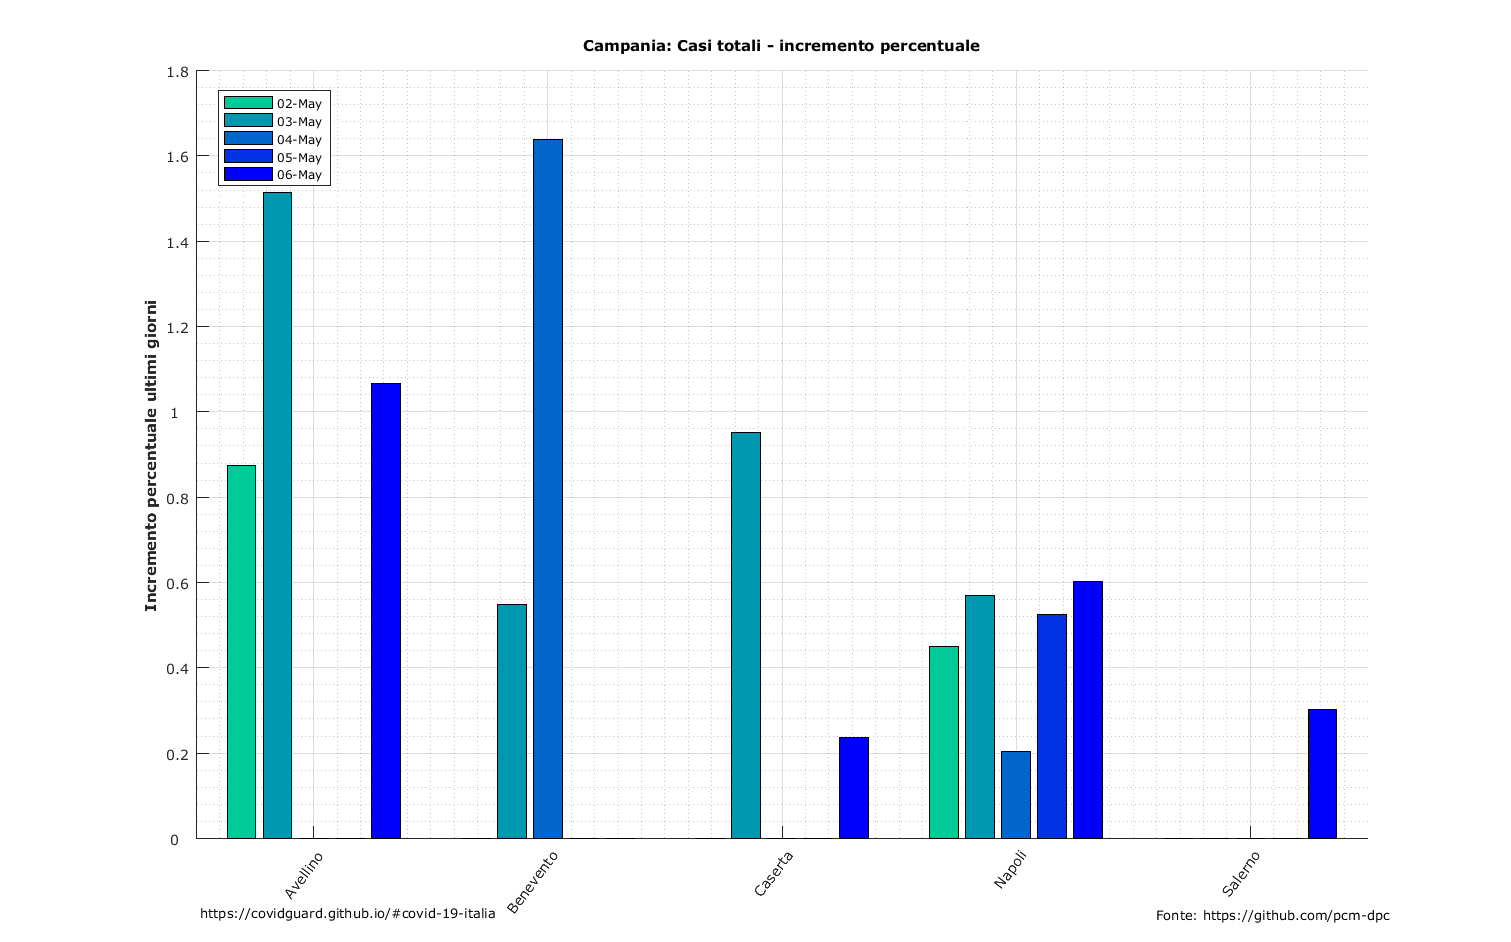 Campania: Casi totali - incremento percentuale
02-May
03-May
04-May
05-May
06-May
Incremento percentuale ultimi giorni
1.8
1.6
1.4
1.2
1
0.8
0.6
0.4
0.2
0
Avellino
Benevento
Caserta
Napoli
Salerno
https://covidguard.github.io/#covid-19-italia
Fonte: https://github.com/pcm-dpc